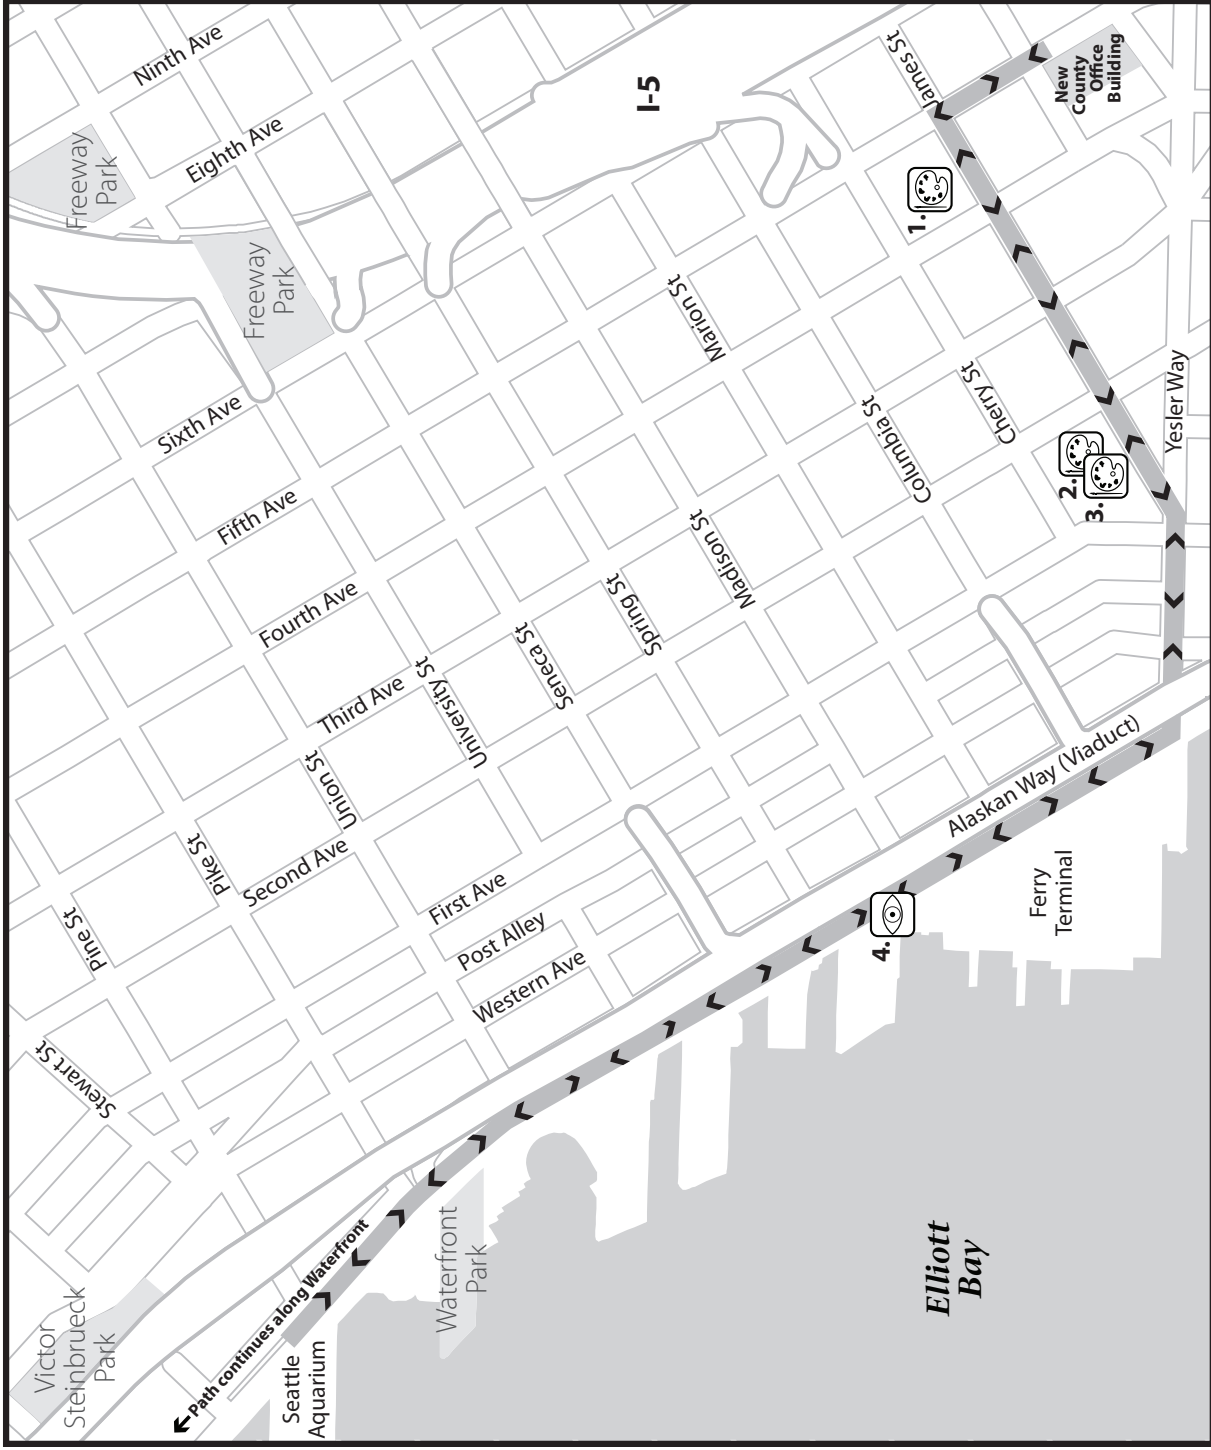 Ninth Ave
Freeway
Park
Eighth Ave
Freeway
Park
I-5
James St
New
County
Office
Building
1.
Sixth Ave
Marion St
Fifth Ave
Cherry St
Columbia St
Yesler Way
2.
3.
Fourth Ave
Madison St
Spring St
Seneca St
University St
Third Ave
Union St
Pike St
Second Ave
First Ave
Pine St
Post Alley
Western Ave
Alaskan Way (Viaduct)
Ferry
Terminal
4.
Stewart St
Victor
Steinbrueck
Park
Path continues along Waterfront
Waterfront
Park
Seattle
Aquarium
Elliott
Bay